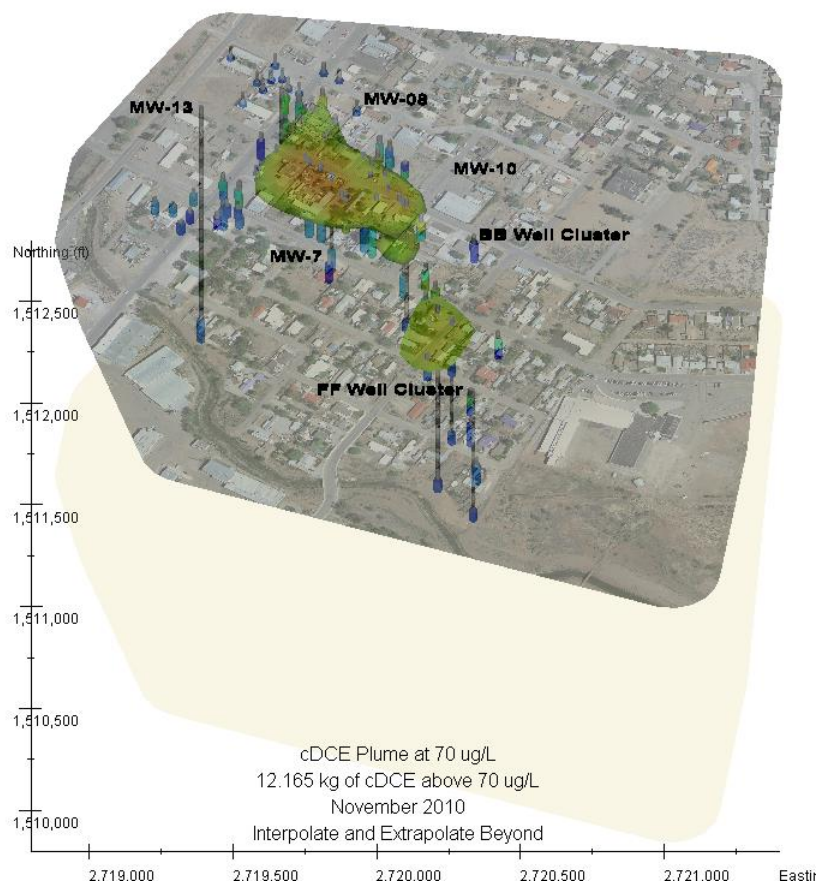 MW-08
MW-13
MW-10
BB Well Cluster
Northing (ft)
MW-7
1,512,500
FF Well Cluster
1,512,000
1,511,500
1,511,000
1,510,500
cDCE Plume at 70 ug/L
12.165 kg of cDCE above 70 ug/L
November 2010
1,510,000
Interpolate and Extrapolate Beyond
2.719.000
2.719.500
2.720.000
2.720.500
2.721.000
Eastin